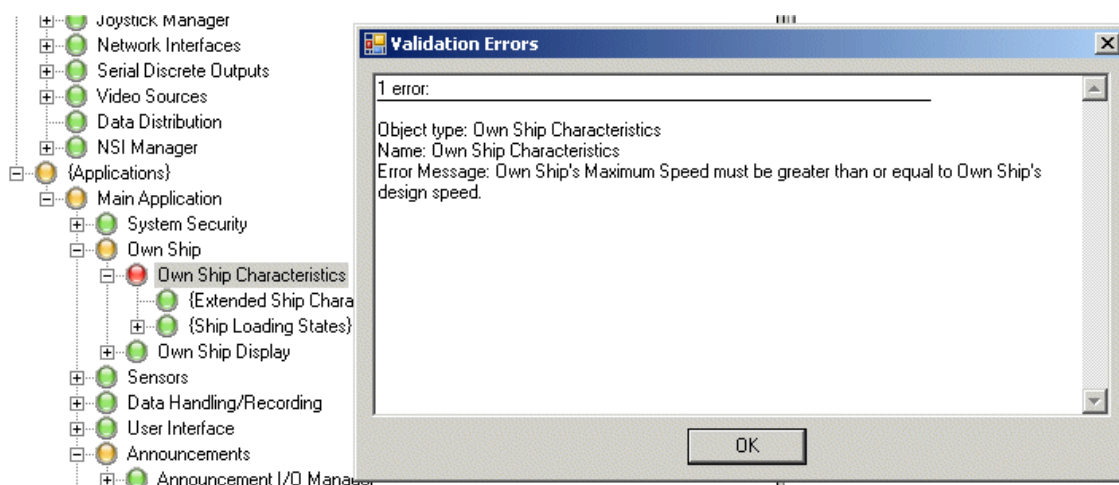 Joystick Manager
Network Interfaces
Serial Discrete Outputs
Video Sources
Data Distribution
NSI Manager
{Applications}
Main Application
System Security
Own Ship
Own Ship Characteristics
{Extended Ship Chara
{Ship Loading States}
Own Ship Display
Sensors
Data Handling/Recording
User Interface
Announcements
Announcement I/O Manager
Validation Errors
1 error:
Object type: Own Ship Characteristics
Name: Own Ship Characteristics
Error Message: Own Ship's Maximum Speed must be greater than or equal to Own Ship's
design speed.
OK